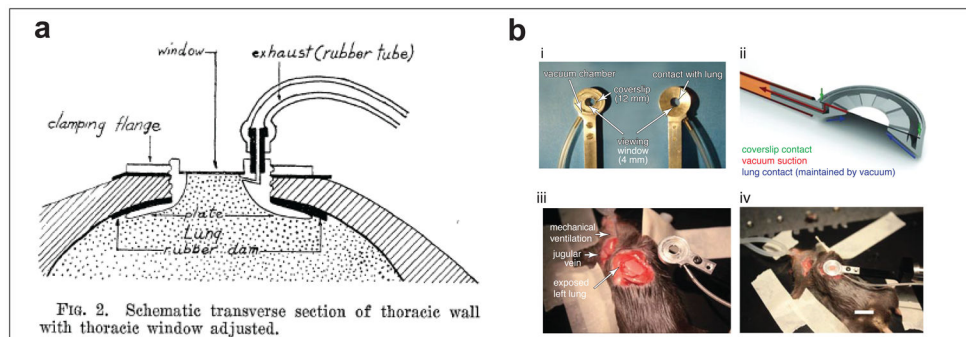 a
window
exhaust (rubber tube)
clamping flange
plate
Lung
rubber dam
FIG. 2. Schematic transverse section of thoracic wall
with thoracic window adjusted.
b
i
vacuum chamber
contact with lung
coverslip
(12 mm)
viewing
window
(4 mm)
ii
coverslip contact
vacuum suction
lung contact (maintained by vacuum)
iii
mechanical
ventilation
jugular
vein
exposed
left lung
iv